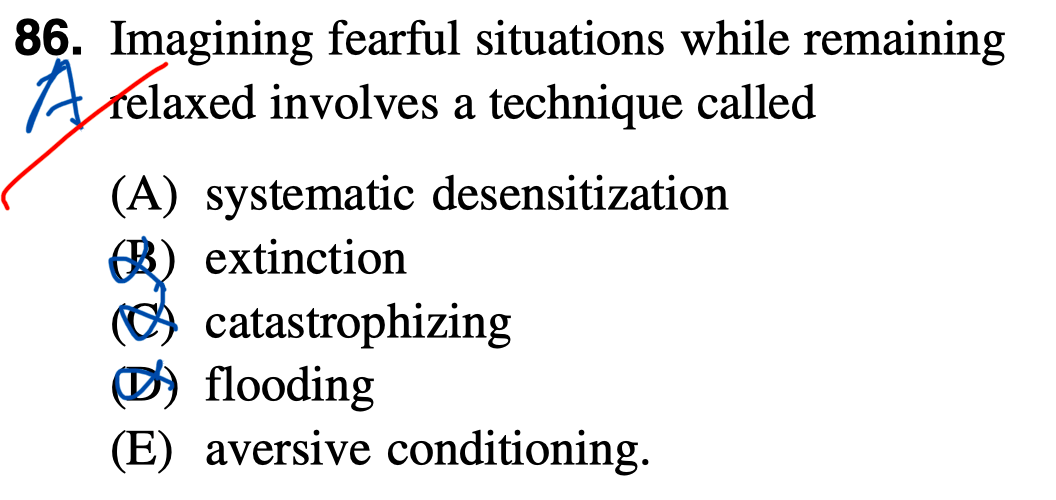 86. Imagining fearful situations while remaining
A relaxed involves a technique called
(A) systematic desensitization
(B) extinction
(C) catastrophizing
(D) flooding
(E) aversive conditioning.